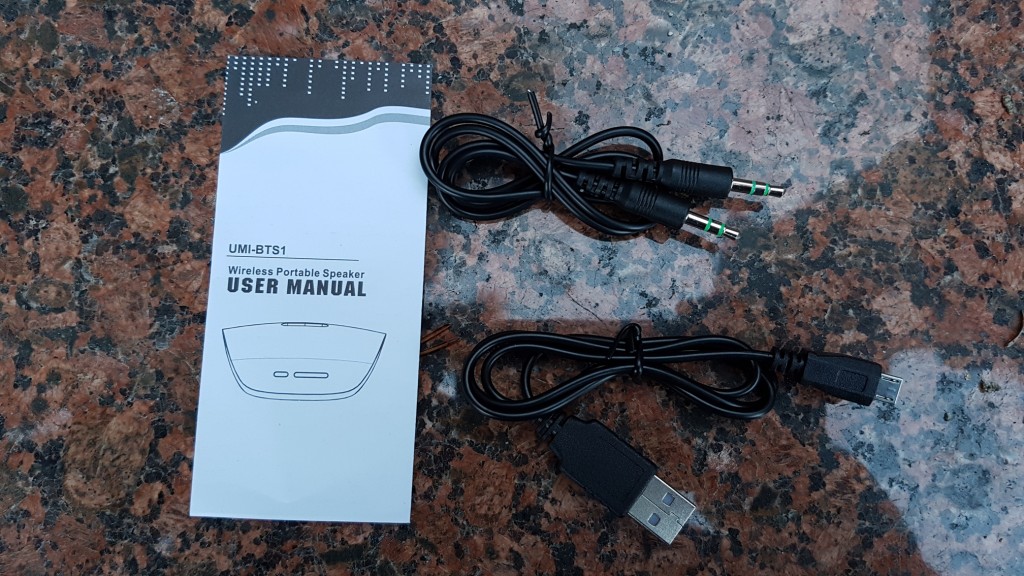 UMI-BTS1
Wireless Portable Speaker
USER MANUAL